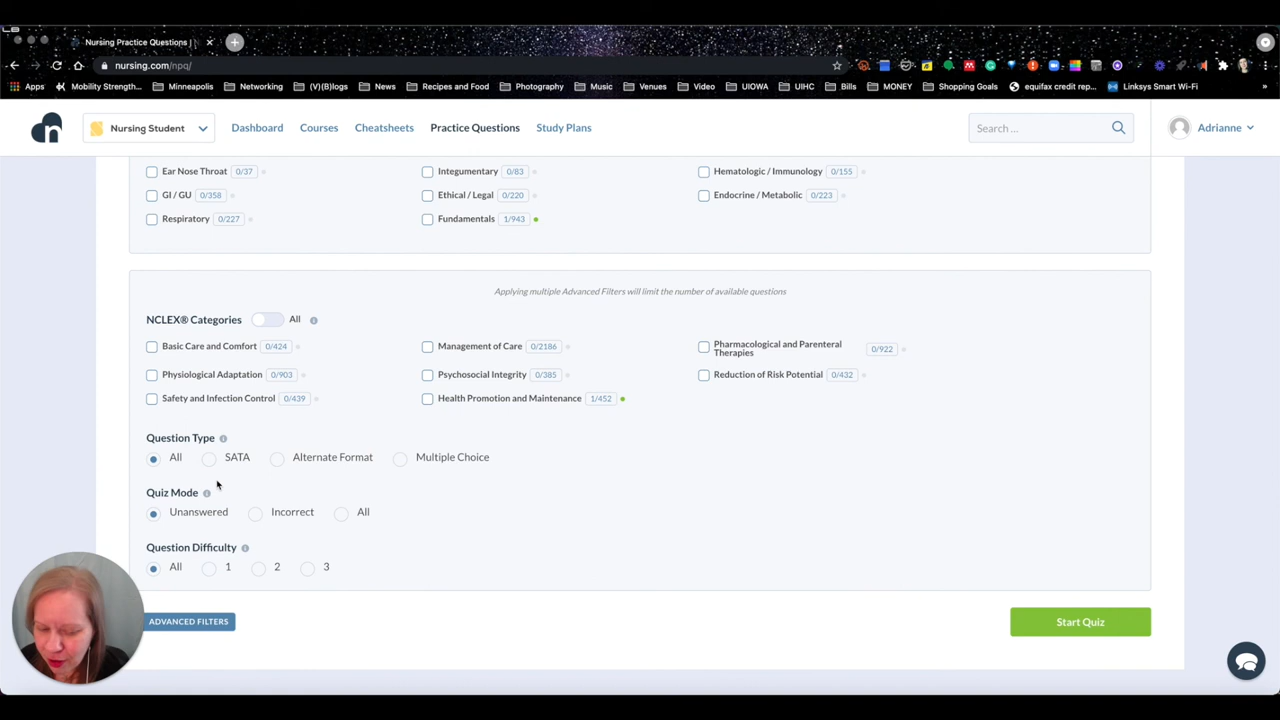 Nursing Practice Questions |
nursing.com/npq/
Apps Mobility Strength... Minneapolis Networking (V)(B)logs News Recipes and Food Photography Music Venues Video UIOWA UIHC Bills MONEY Shopping Goals equifax credit rep... Linksys Smart Wi-Fi »
Nursing Student Dashboard Courses Cheatsheets Practice Questions Study Plans Search ... Adrianne
Ear Nose Throat 0/37 Integumentary 0/83 Hematologic / Immunology 0/155
GI / GU 0/358 Ethical / Legal 0/220 Endocrine / Metabolic 0/223
Respiratory 0/227 Fundamentals 1/943
Applying multiple Advanced Filters will limit the number of available questions
NCLEX® Categories All
Basic Care and Comfort 0/424 Management of Care 0/2186 Pharmacological and Parenteral Therapies 0/922
Physiological Adaptation 0/903 Psychosocial Integrity 0/385 Reduction of Risk Potential 0/432
Safety and Infection Control 0/439 Health Promotion and Maintenance 1/452
Question Type
All SATA Alternate Format Multiple Choice
Quiz Mode
Unanswered Incorrect All
Question Difficulty
All 1 2 3
ADVANCED FILTERS Start Quiz